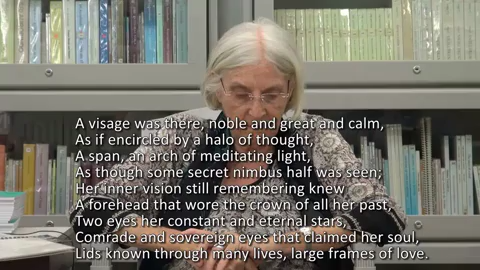 A visage was there, noble and great and calm,
As if encircled by a halo of thought,
A span, an arch of meditating light,
As though some secret nimbus half was seen;
Her inner vision still remembering knew
A forehead that wore the crown of all her past,
Two eyes her constant and eternal stars,
Comrade and sovereign eyes that claimed her soul,
Lids known through many lives, large frames of love.